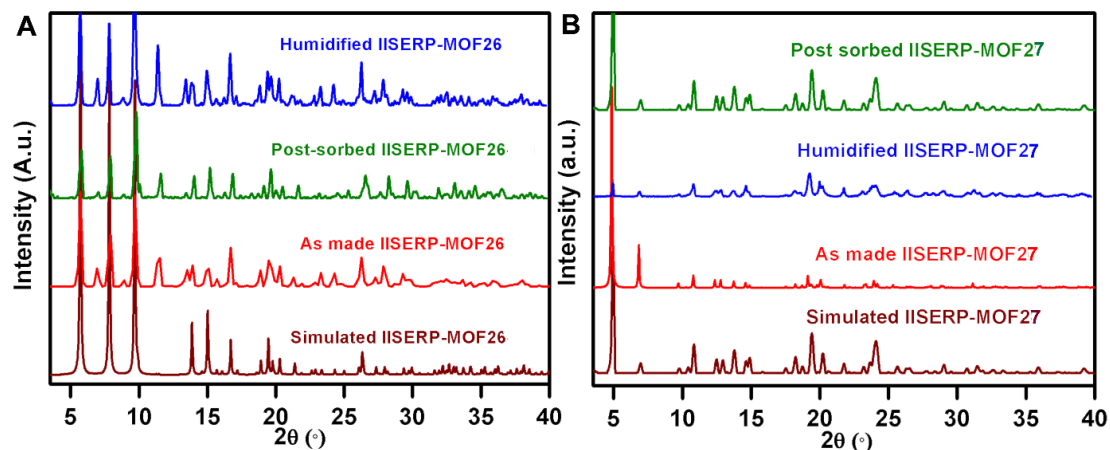 A
Humidified IISERP-MOF26
Post-sorbed IISERP-MOF26
As made IISERP-MOF26
Simulated IISERP-MOF26
Intensity (A.u.)
5 10 15 20 25 30 35 40
2θ (°)
B
Post sorbed IISERP-MOF27
Humidified IISERP-MOF27
As made IISERP-MOF27
Simulated IISERP-MOF27
Intensity (a.u.)
5 10 15 20 25 30 35 40
2θ (°)